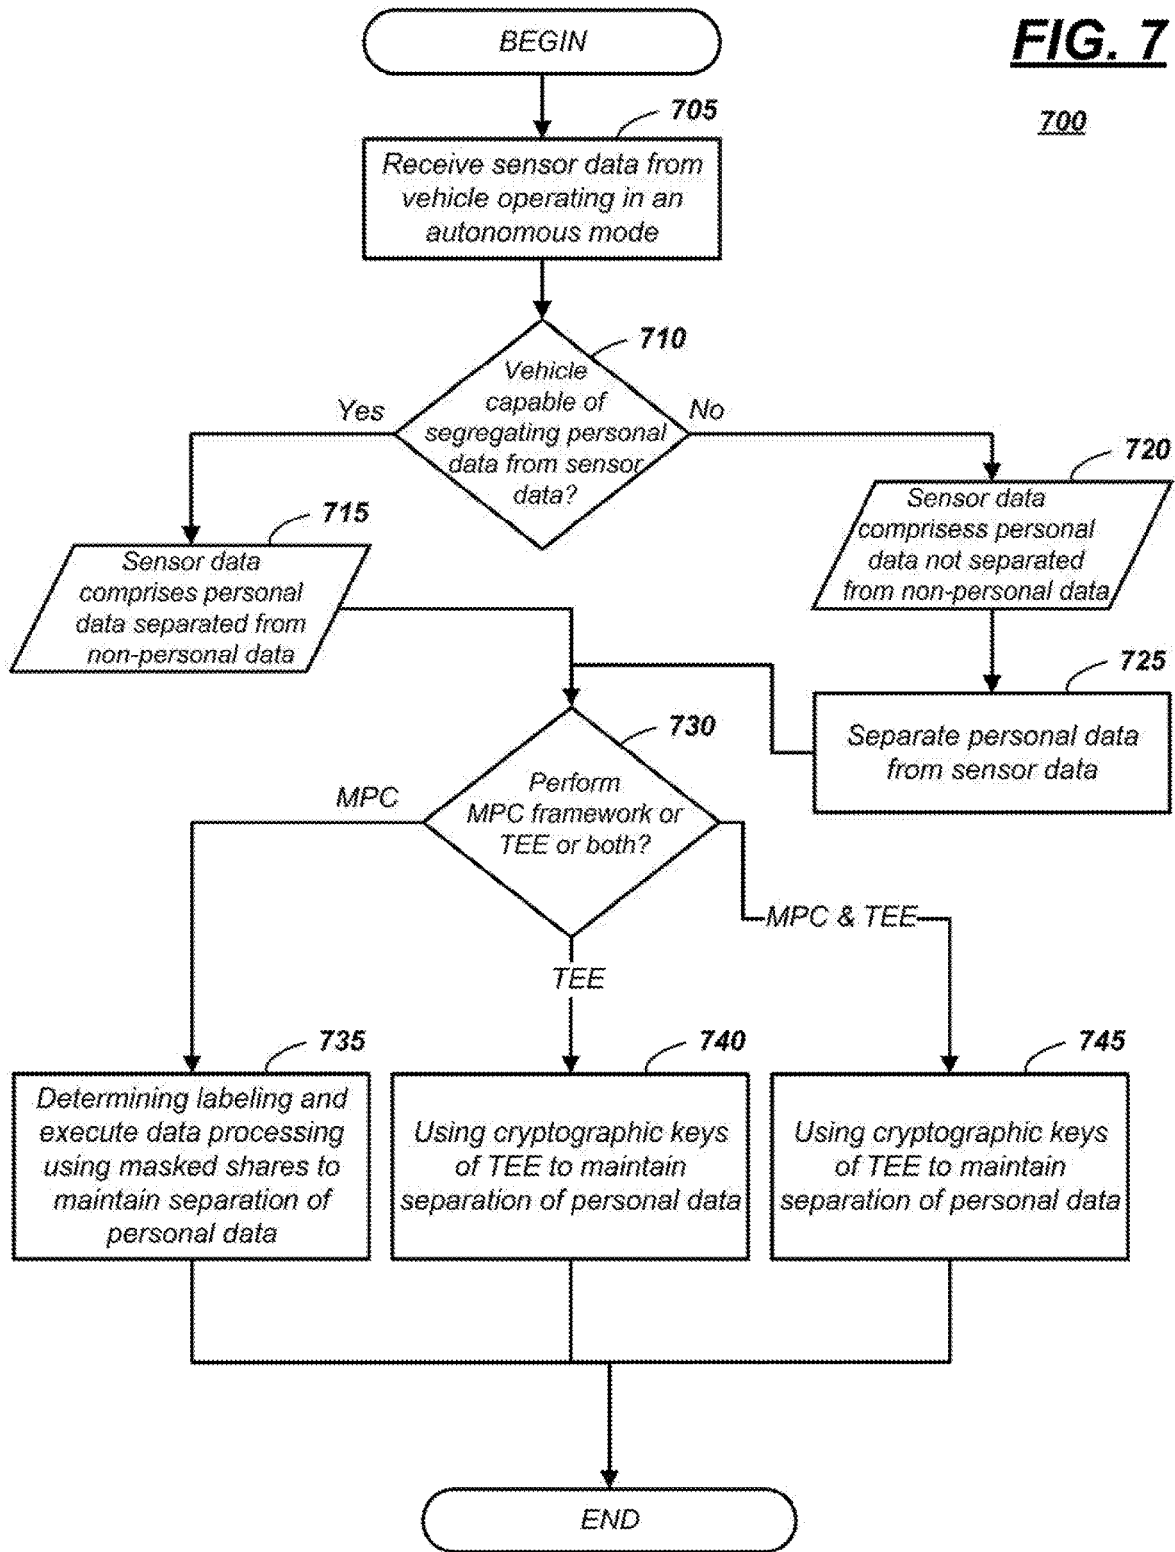 BEGIN
FIG. 7
700
705
Receive sensor data from
vehicle operating in an
autonomous mode
710
Vehicle
capable of
segregating personal
data from sensor
data?
Yes
No
715
Sensor data
comprises personal
data separated from
non-personal data
720
Sensor data
comprisess personal
data not separated
from non-personal data
725
Separate personal data
from sensor data
730
Perform
MPC framework or
TEE or both?
MPC
TEE
MPC & TEE
735
Determining labeling and
execute data processing
using masked shares to
maintain separation of
personal data
740
Using cryptographic keys
of TEE to maintain
separation of personal data
745
Using cryptographic keys
of TEE to maintain
separation of personal data
END